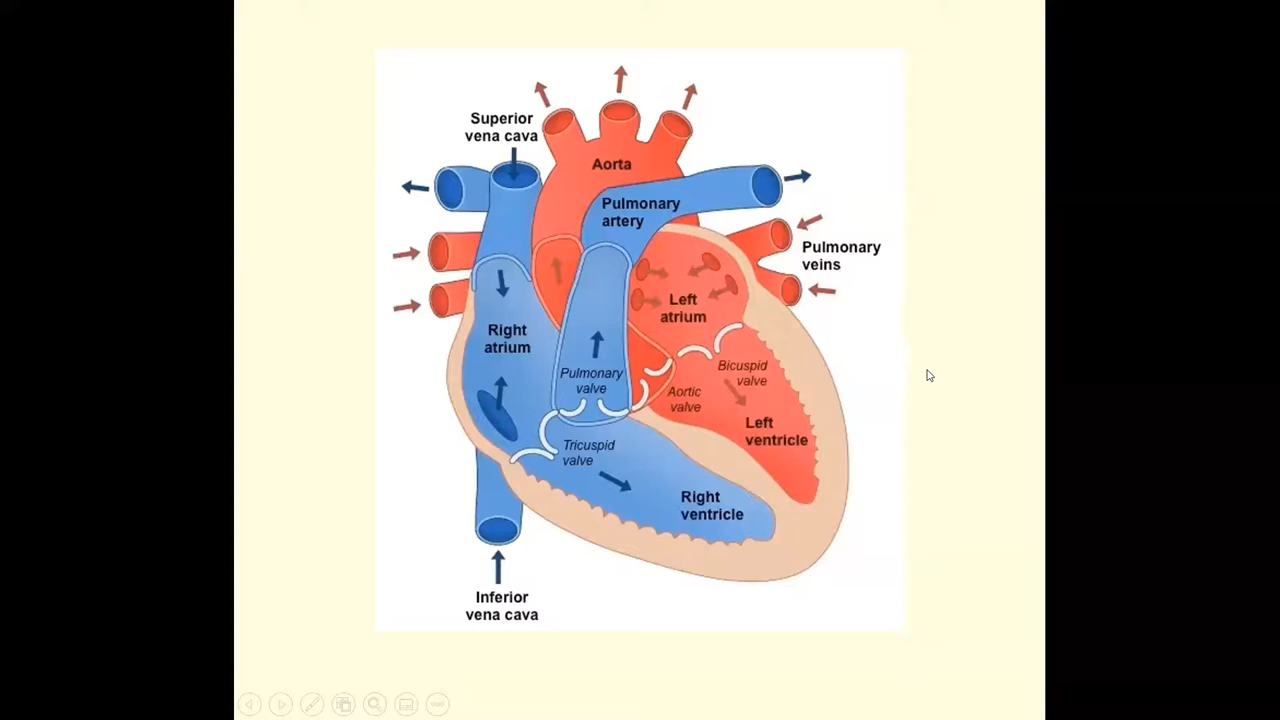 Superior
vena cava
Aorta
Pulmonary
artery
Pulmonary
veins
Left
atrium
Right
atrium
Pulmonary
valve
Bicuspid
valve
Aortic
valve
Left
ventricle
Tricuspid
valve
Right
ventricle
Inferior
vena cava